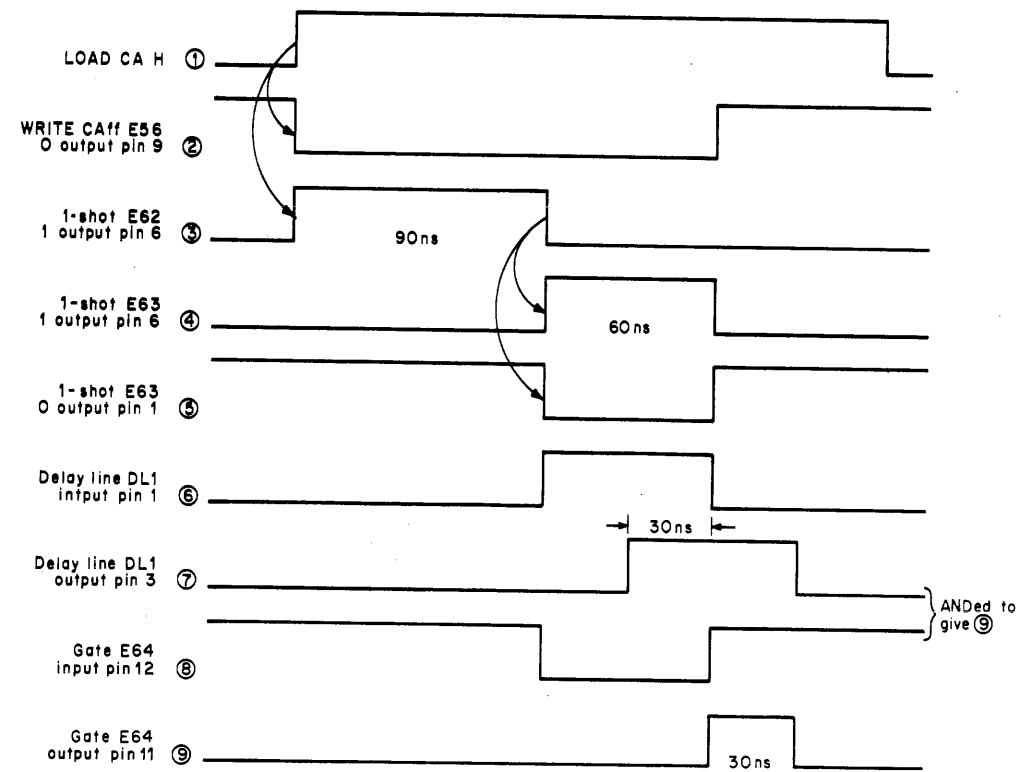 LOAD CA H ①
WRITE CAff E56
0 output pin 9 ②
1-shot E62
1 output pin 6 ③
90ns
1-shot E63
1 output pin 6 ④
60ns
1-shot E63
0 output pin 1 ⑤
Delay line DL1
intput pin 1 ⑥
30ns
Delay line DL1
output pin 3 ⑦
ANDed to
give ⑨
Gate E64
input pin 12 ⑧
Gate E64
output pin 11 ⑨
30ns